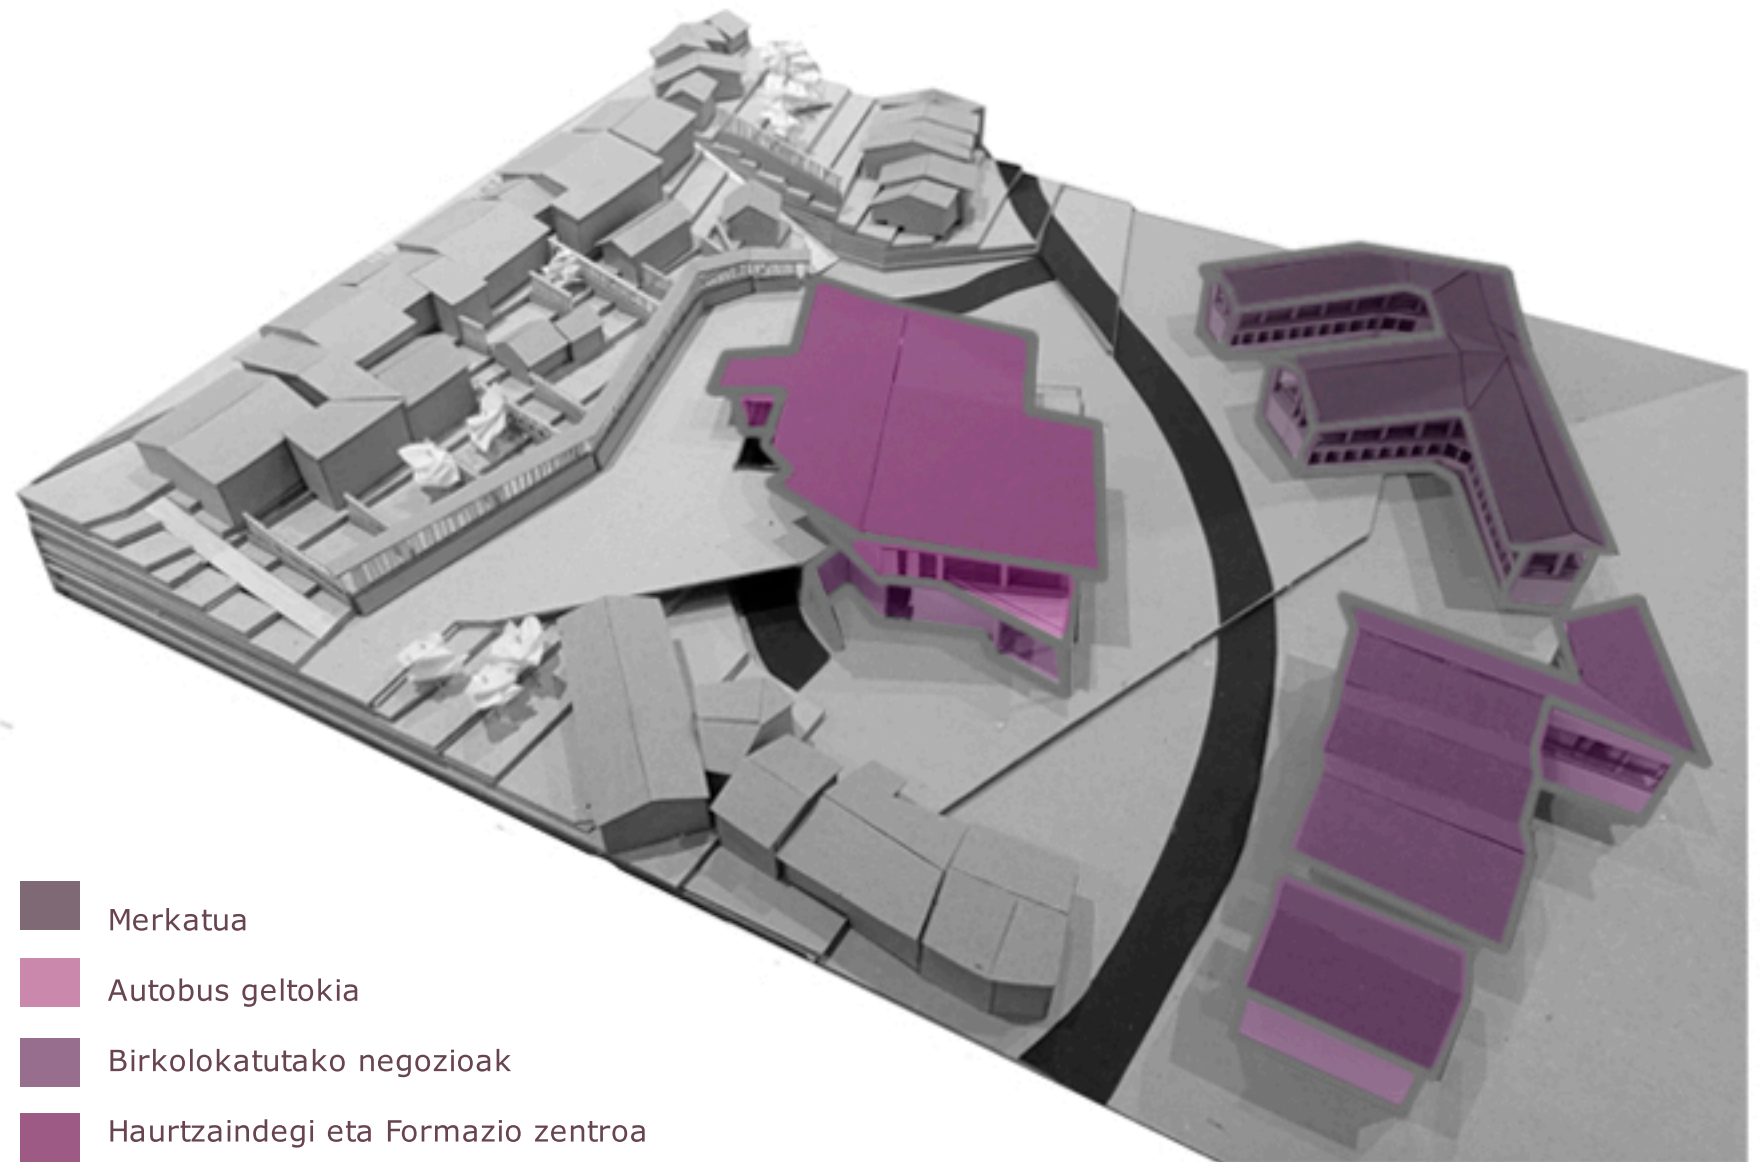 Merkatua
Autobus geltokia
Birkolokatutako negozioak
Haurtzaindegi eta Formazio zentroa